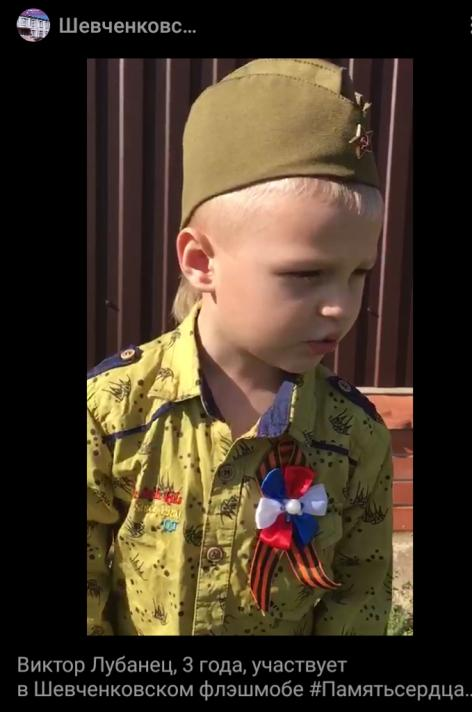 Шевченковс...
Виктор Лубанец, 3 года, участвует
в Шевченковском флэшмобе #Памятьсердца...